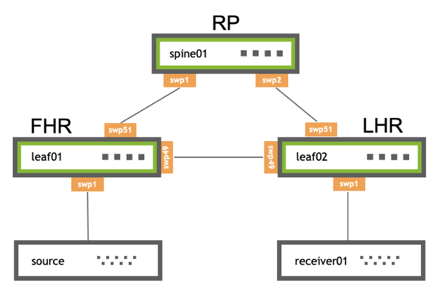 RP
spine01
swp1
swp2
FHR
LHR
swp51
swp51
leaf01
swp49
swp49
leaf02
swp1
swp1
source
receiver01